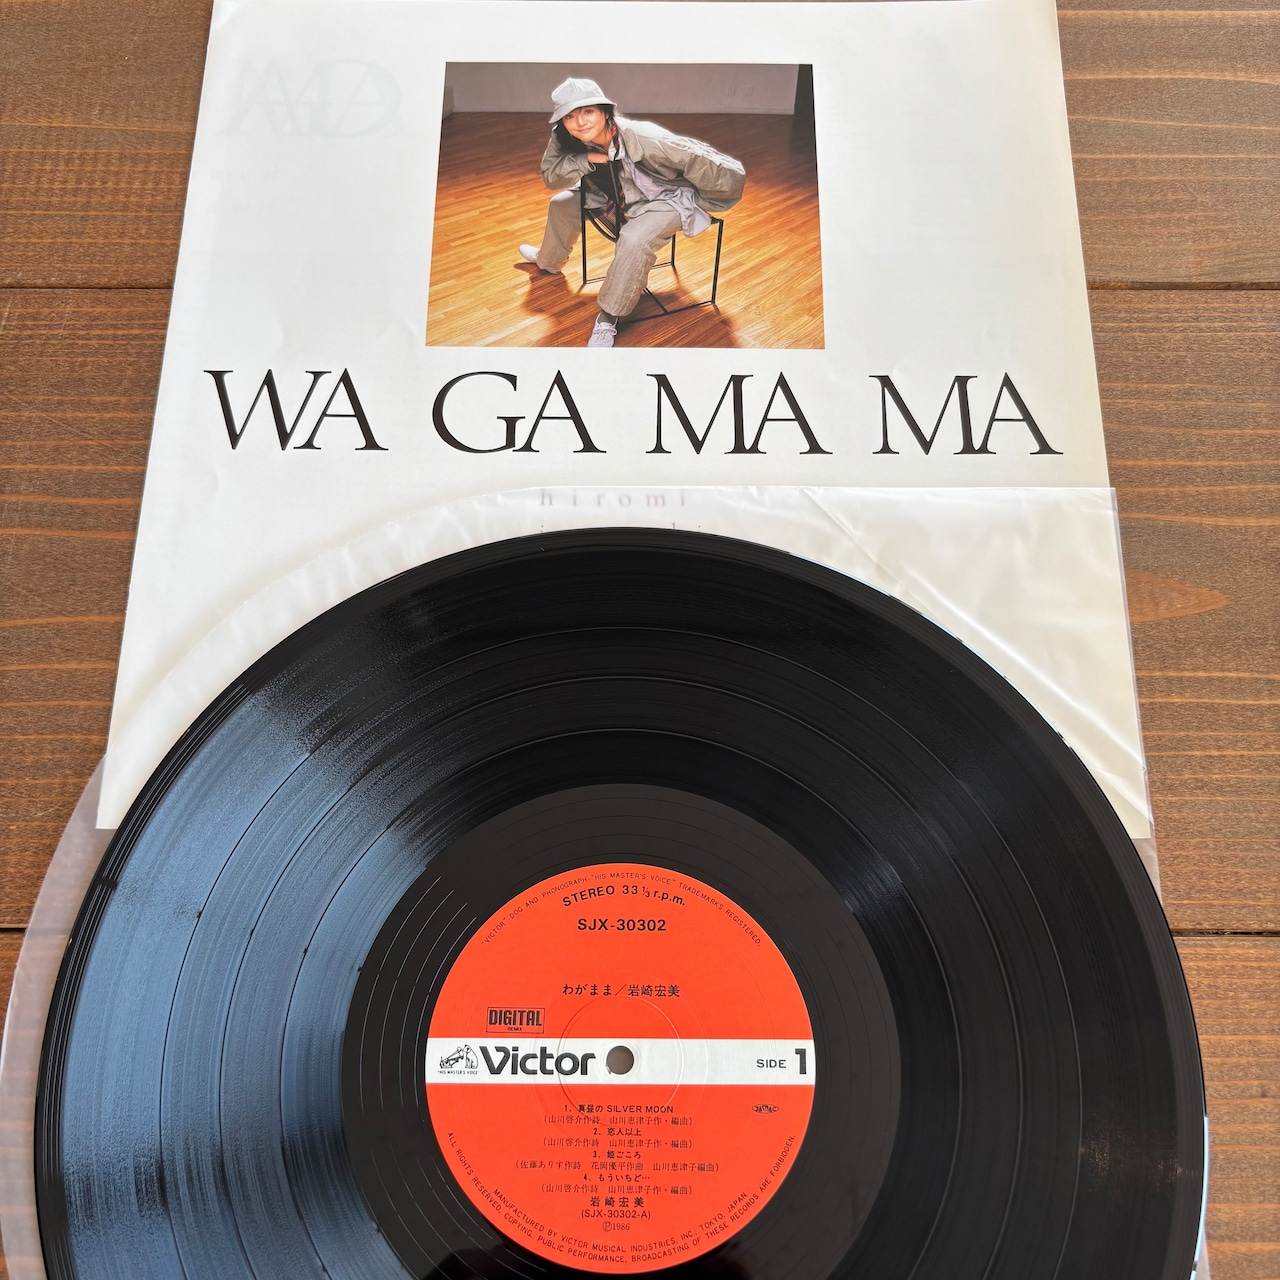 WA GA MA MA
hiromi
"VICTOR"·DOG AND PHONOGRAPH·"HIS MASTER'S VOICE" TRADEMARKS·REGISTERED.
STEREO 33 1/3 r.p.m.
SJX-30302
わがまま／岩崎宏美
DIGITAL
REMIX
"HIS MASTER'S VOICE"
Victor
SIDE 1
1. 真昼の SILVER MOON
(山川啓介作詩 山川恵津子作・編曲)
2. 恋人以上
(山川啓介作詩 山川恵津子作・編曲)
3. 姫ごころ
(佐藤ありす作詩 花岡優平作曲 山川恵津子編曲)
4. もういちど…
(山川啓介作詩 山川恵津子作・編曲)
岩崎宏美
(SJX-30302-A)
Ⓟ1986
MANUFACTURED BY VICTOR MUSICAL INDUSTRIES, INC. TOKYO, JAPAN
ALL RIGHTS RESERVED. COPYING, PUBLIC PERFORMANCE, BROADCASTING OF THESE RECORDS ARE FORBIDDEN.